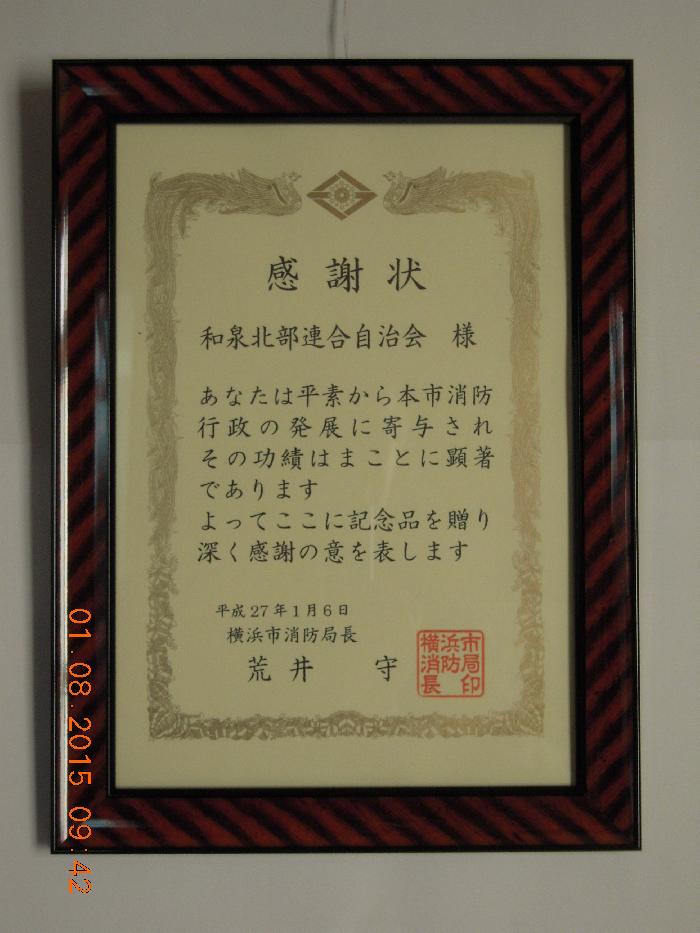 感謝状
和泉北部連合自治会 様
あなたは平素から本市消防
行政の発展に寄与され
その功績はまことに顕著
であります
よってここに記念品を贈り
深く感謝の意を表します
平成27年1月6日
横浜市消防局長
荒井 守
横浜市
消防局
長印
01.08.2015 09:42